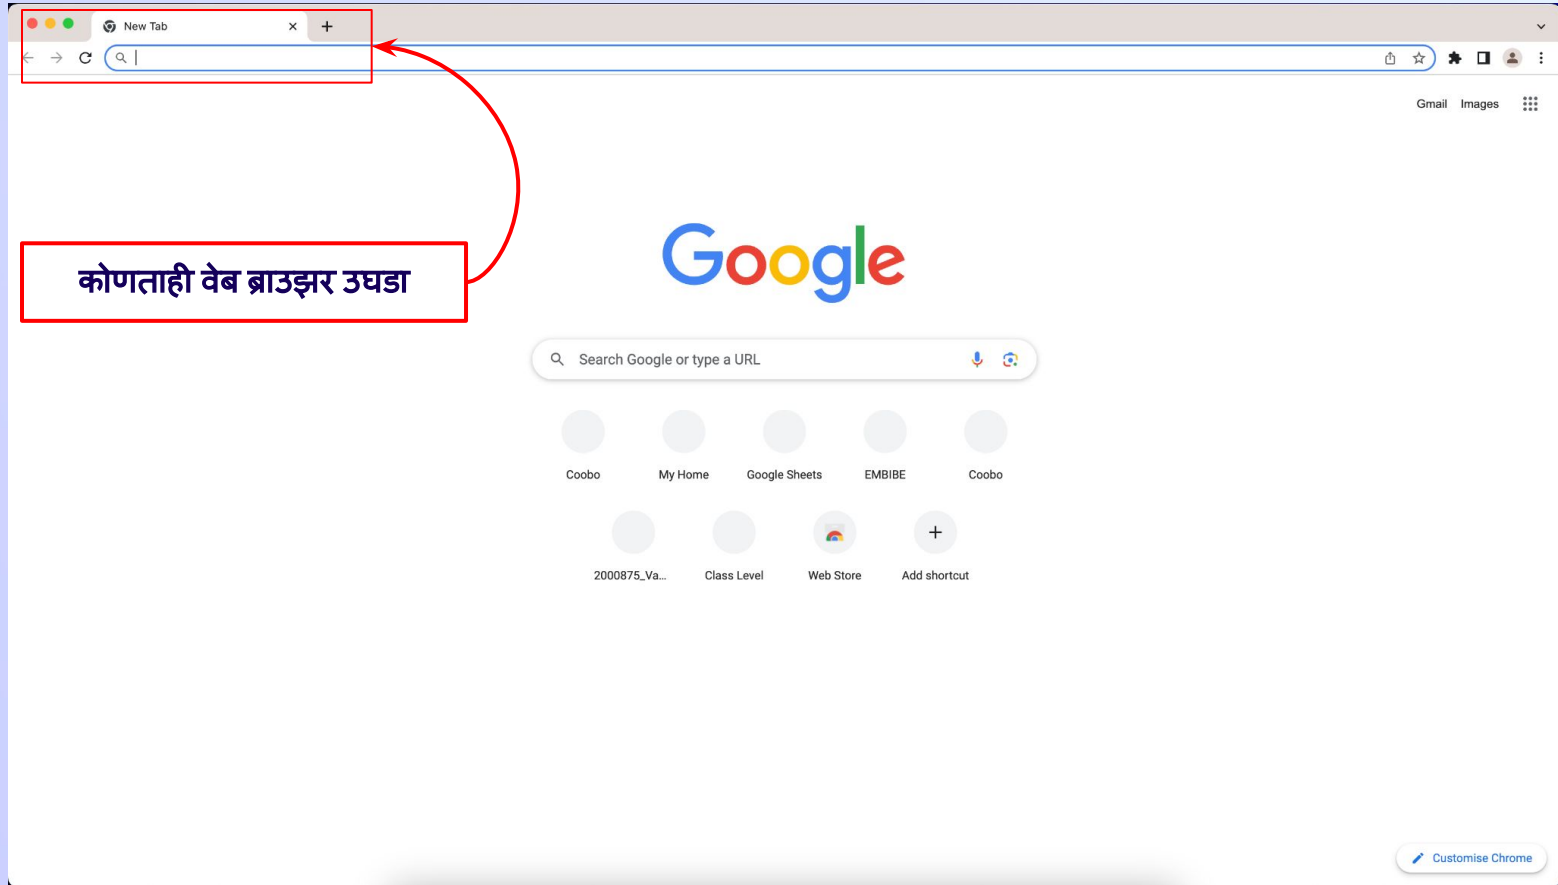 New Tab
Gmail Images
Google
कोणताही वेब ब्राउझर उघडा
Search Google or type a URL
Coobo My Home Google Sheets EMBIBE Coobo
2000875_Va... Class Level Web Store Add shortcut
Customise Chrome